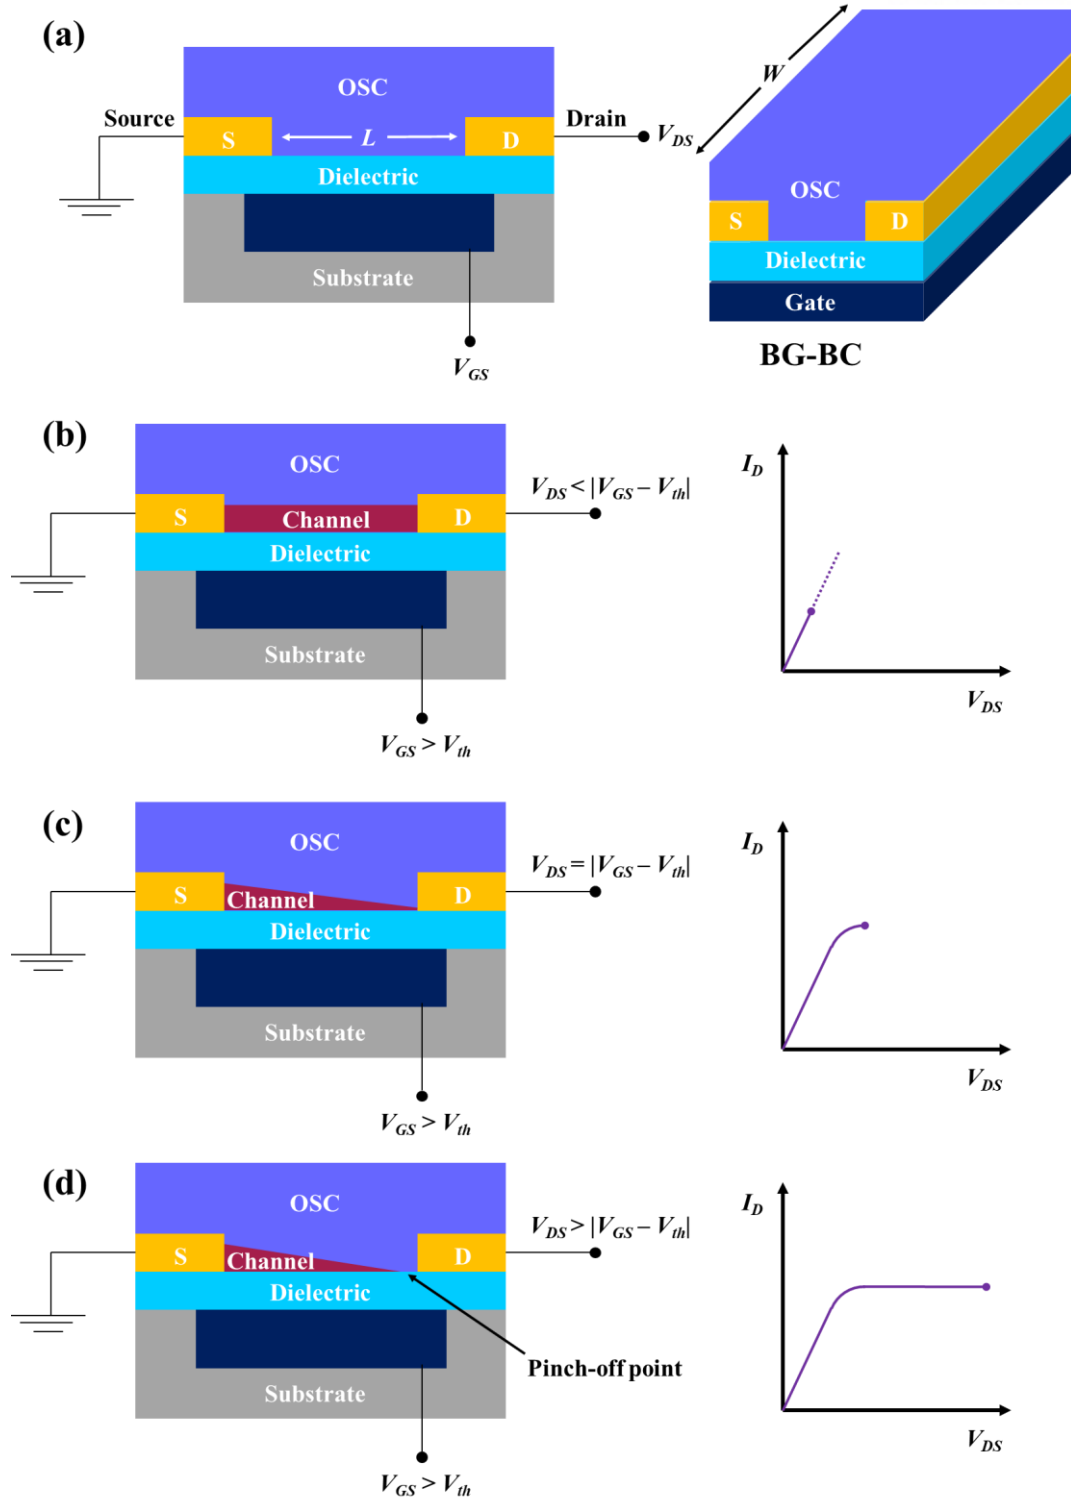 (a)
OSC
Source
Drain
S
L
D
V_DS
Dielectric
Substrate
V_GS
W
OSC
S
D
Dielectric
Gate
BG-BC
(b)
OSC
V_DS < |V_GS – V_th|
S
Channel
D
Dielectric
Substrate
V_GS > V_th
I_D
V_DS
(c)
OSC
V_DS = |V_GS – V_th|
S
Channel
D
Dielectric
Substrate
V_GS > V_th
I_D
V_DS
(d)
OSC
V_DS > |V_GS – V_th|
S
Channel
D
Dielectric
Pinch-off point
Substrate
V_GS > V_th
I_D
V_DS